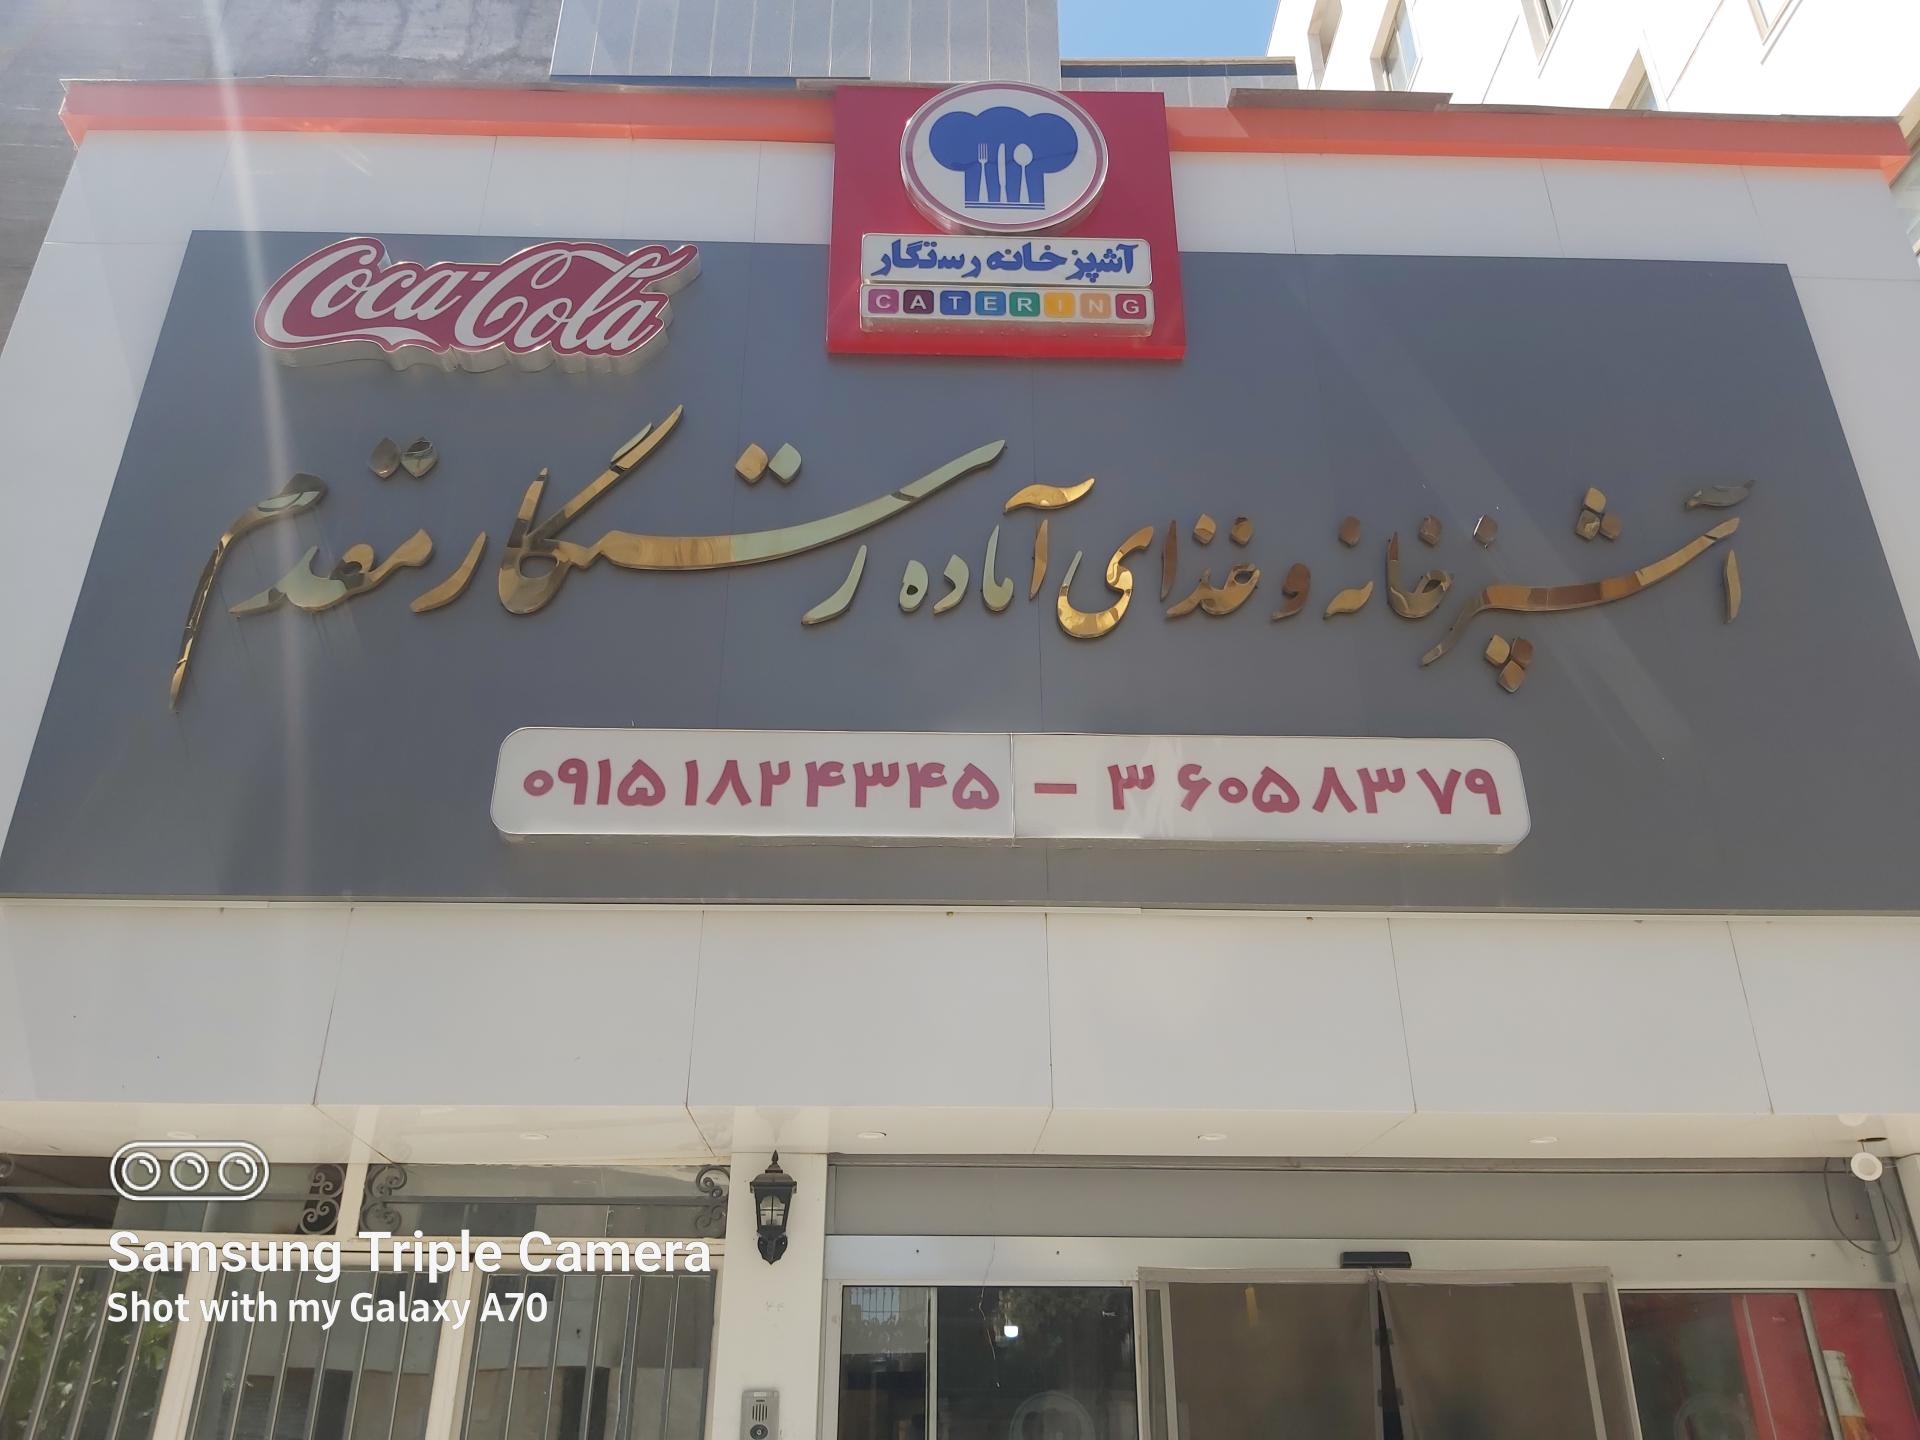 آشپزخانه رستگار
CATERING
Coca-Cola
آشپزخانه و غذای آماده رستگار مقدم
۰۹۱۵۱۸۲۴۳۴۵ - ۳۶۰۵۸۳۷۹
Samsung Triple Camera
Shot with my Galaxy A70